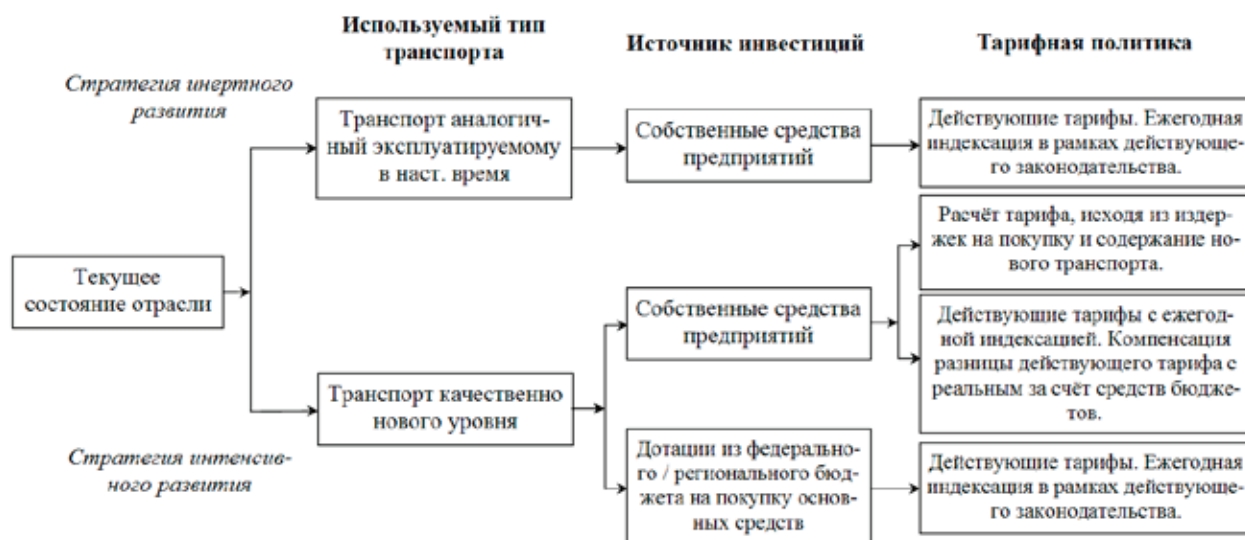 Используемый тип
транспорта
Источник инвестиций
Тарифная политика
Стратегия инертного
развития
Транспорт аналогич-
ный эксплуатируемому
в наст. время
Собственные средства
предприятий
Действующие тарифы. Ежегодная
индексация в рамках действующе-
го законодательства.
Текущее
состояние отрасли
Собственные средства
предприятий
Расчёт тарифа, исходя из издер-
жек на покупку и содержание но-
вого транспорта.
Действующие тарифы с ежегод-
ной индексацией. Компенсация
разницы действующего тарифа с
реальным за счёт средств бюдже-
тов.
Транспорт качественно
нового уровня
Стратегия интенсив-
ного развития
Дотации из федерально-
го / регионального бюд-
жета на покупку основ-
ных средств
Действующие тарифы. Ежегодная
индексация в рамках действующе-
го законодательства.